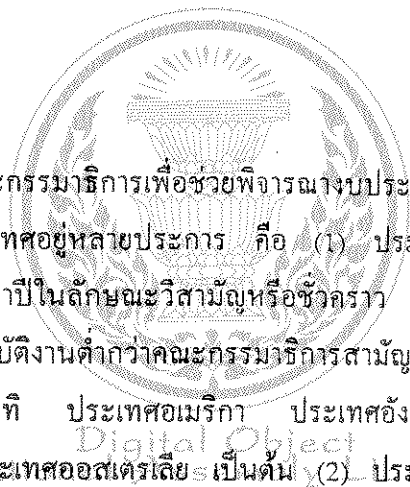 ะกรรมาธิการเพื่อช่วยพิจารณางบประ
ทศอยู่หลายประการ คือ (1) ประ
าปีในลักษณะวิสามัญหรือชั่วคราว
บัติงานต่ำกว่าคณะกรรมาธิการสามัญ
ทิ ประเทศอเมริกา ประเทศอัง
Digital Object
ะเทศออสเตรเลีย เป็นต้น (2) ประ